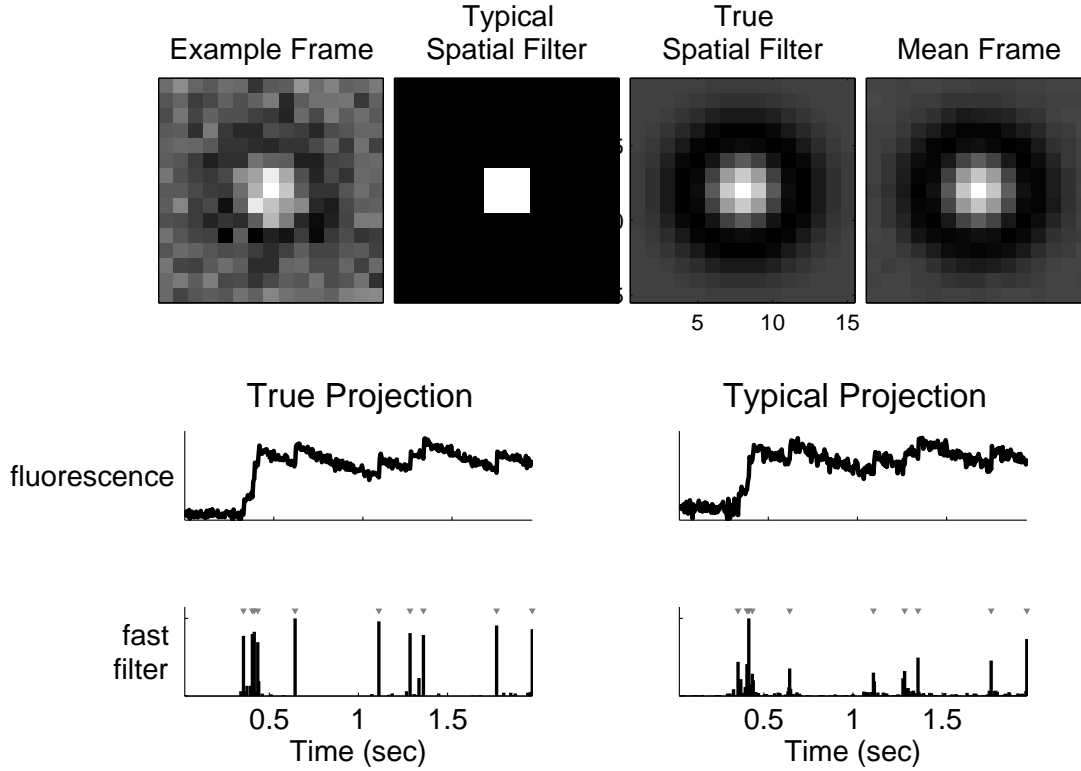 Example Frame
Typical
Spatial Filter
True
Spatial Filter
Mean Frame
5
10
15
True Projection
Typical Projection
fluorescence
fast
filter
0.5
1
1.5
0.5
1
1.5
Time (sec)
Time (sec)